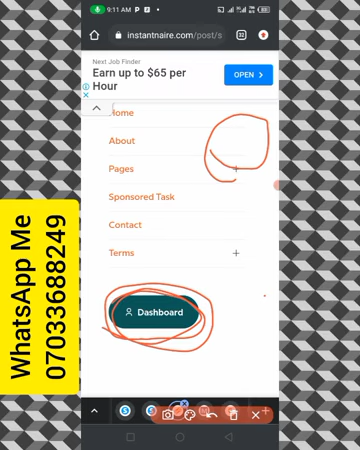 9:11 AM
instantnaire.com/post/s
Next Job Finder
Earn up to $65 per
Hour
OPEN
Home
About
Pages
Sponsored Task
Contact
Terms
Dashboard
WhatsApp Me
07033688249